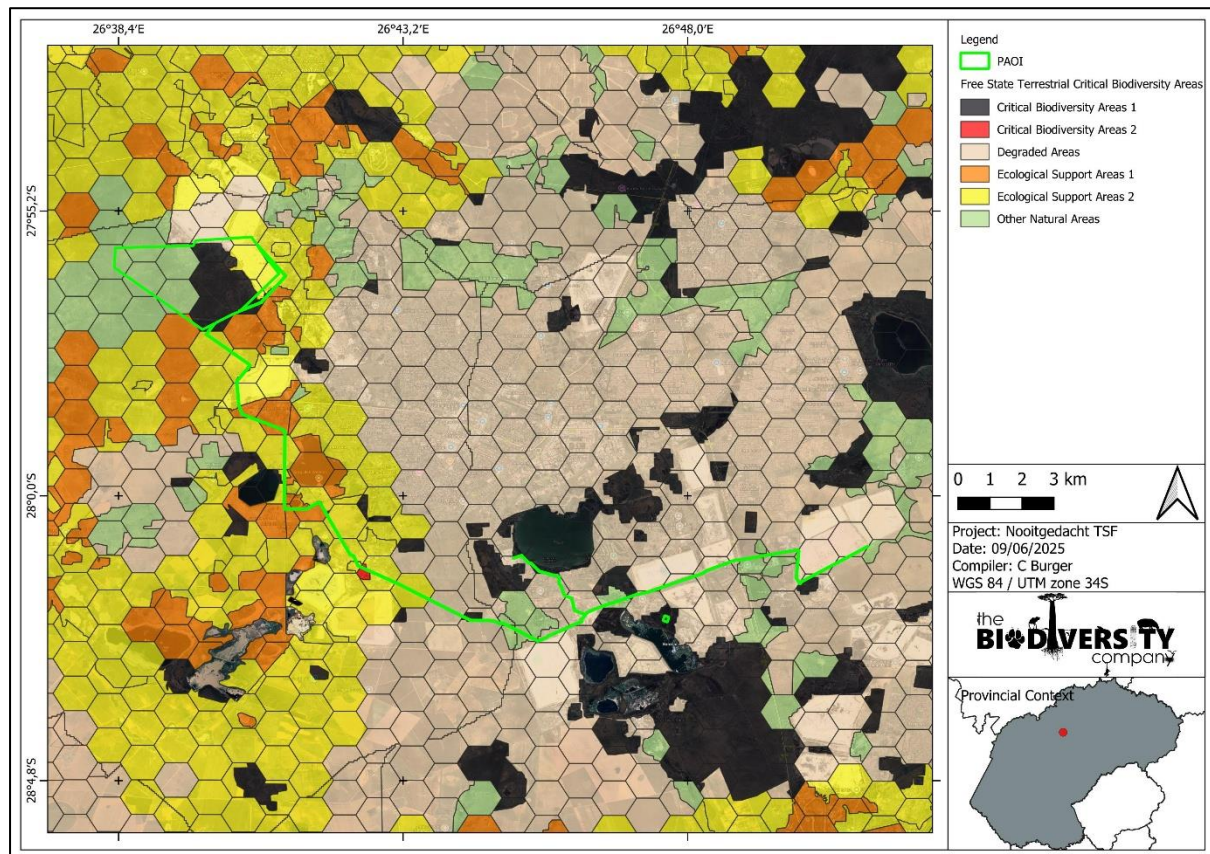 26°38,4'E
26°43,2'E
26°48,0'E
27°55,2'S
28°0,0'S
28°4,8'S
Legend
PAOI
Free State Terrestrial Critical Biodiversity Areas
Critical Biodiversity Areas 1
Critical Biodiversity Areas 2
Degraded Areas
Ecological Support Areas 1
Ecological Support Areas 2
Other Natural Areas
0 1 2 3 km
Project: Nooitgedacht TSF
Date: 09/06/2025
Compiler: C Burger
WGS 84 / UTM zone 34S
the
BIODIVERSITY
company
Provincial Context